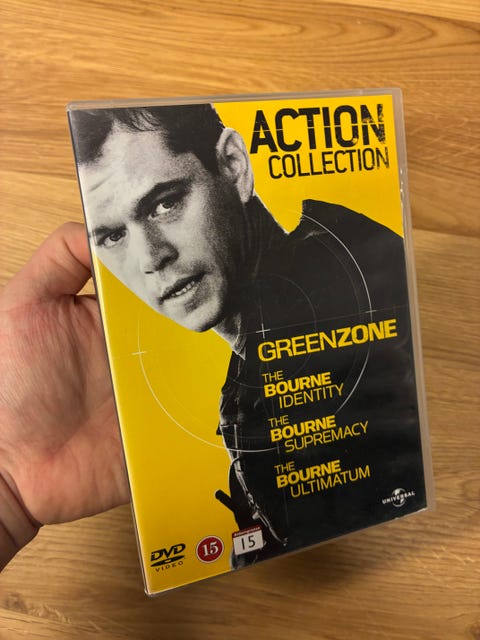 ACTION
COLLECTION
GREENZONE
THE
BOURNE
IDENTITY
THE
BOURNE
SUPREMACY
THE
BOURNE
ULTIMATUM
UNIVERSAL
DVD
VIDEO
15
15